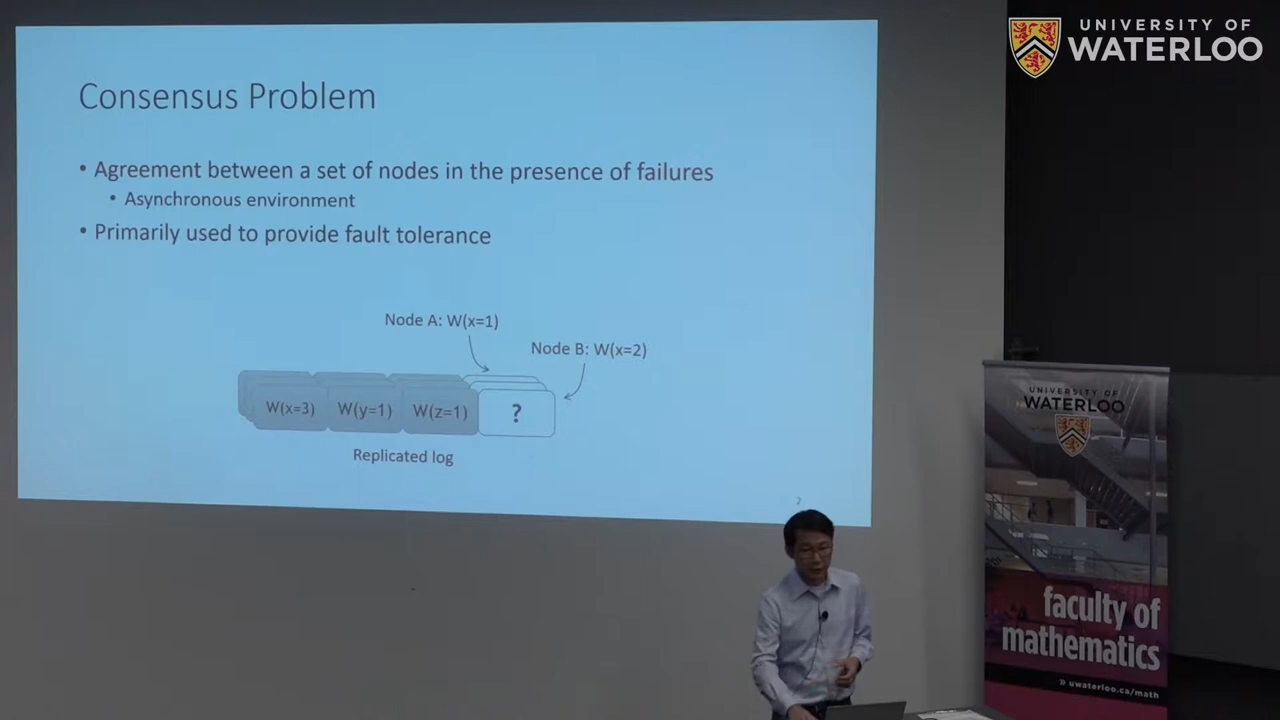 UNIVERSITY OF
WATERLOO
Consensus Problem
• Agreement between a set of nodes in the presence of failures
• Asynchronous environment
• Primarily used to provide fault tolerance
Node A: W(x=1)
Node B: W(x=2)
W(x=3) W(y=1) W(z=1) ?
Replicated log
2
UNIVERSITY OF
WATERLOO
faculty of
mathematics
» uwaterloo.ca/math